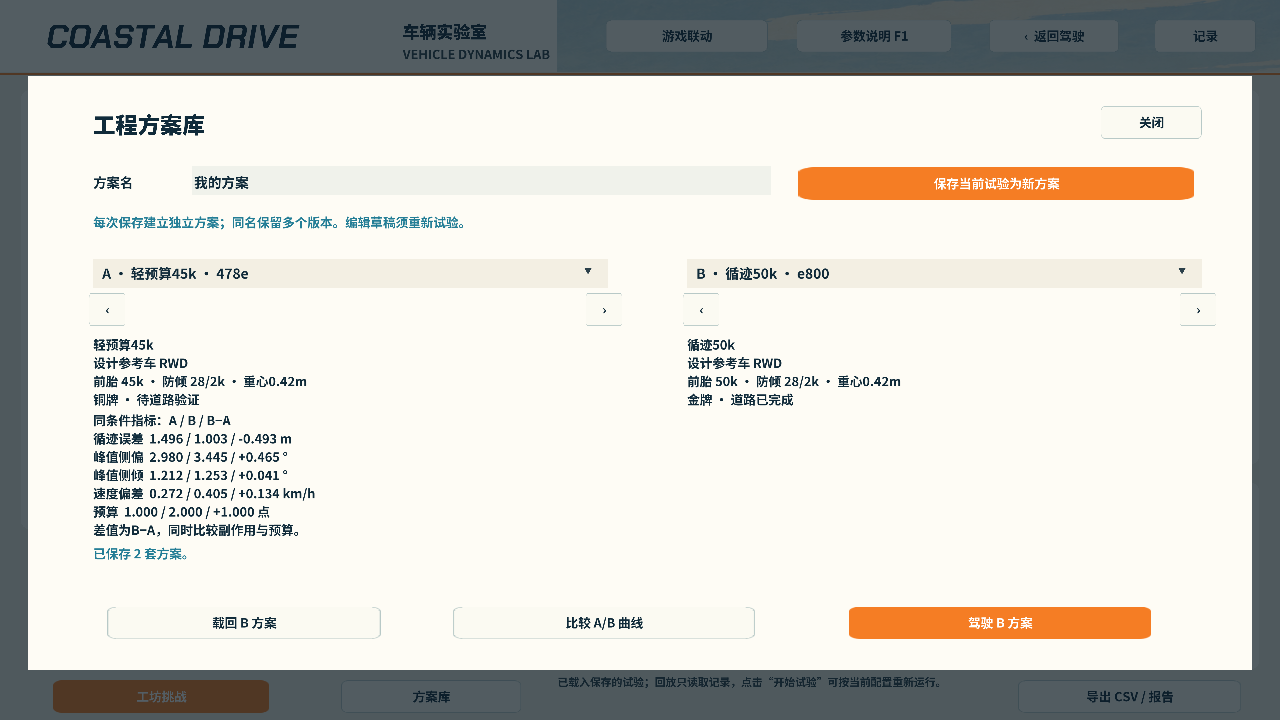 COASTAL DRIVE
车辆实验室
VEHICLE DYNAMICS LAB
游戏联动
参数说明 F1
‹ 返回驾驶
记录
工程方案库
关闭
方案名
我的方案
保存当前试验为新方案
每次保存建立独立方案；同名保留多个版本。编辑草稿须重新试验。
A · 轻预算45k · 478e
▼
B · 循迹50k · e800
▼
‹
›
‹
›
轻预算45k
设计参考车 RWD
前胎 45k · 防倾 28/2k · 重心0.42m
铜牌 · 待道路验证
循迹50k
设计参考车 RWD
前胎 50k · 防倾 28/2k · 重心0.42m
金牌 · 道路已完成
同条件指标：A / B / B−A
循迹误差 1.496 / 1.003 / -0.493 m
峰值侧偏 2.980 / 3.445 / +0.465 °
峰值侧倾 1.212 / 1.253 / +0.041 °
速度偏差 0.272 / 0.405 / +0.134 km/h
预算 1.000 / 2.000 / +1.000 点
差值为B−A，同时比较副作用与预算。
已保存 2 套方案。
载回 B 方案
比较 A/B 曲线
驾驶 B 方案
工坊挑战
方案库
已载入保存的试验；回放只读取记录，点击“开始试验”可按当前配置重新运行。
导出 CSV / 报告